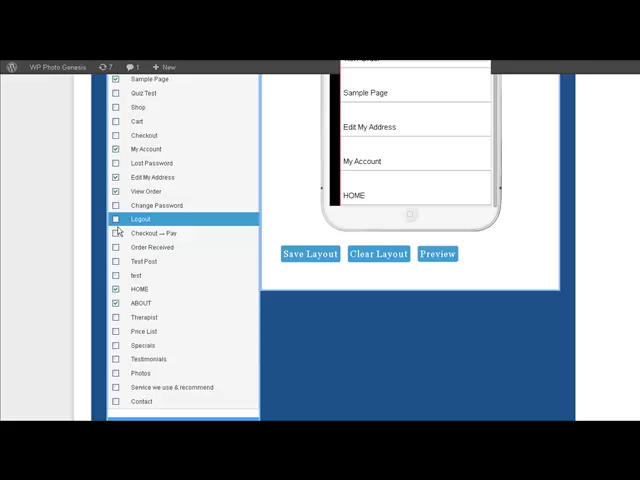 WP Photo Genesis 7 1 + New
Sample Page
Quiz Test
Shop
Cart
Checkout
My Account
Lost Password
Edit My Address
View Order
Change Password
Logout
Checkout → Pay
Order Received
Test Post
test
HOME
ABOUT
Therapist
Price List
Specials
Testimonials
Photos
Service we use & recommend
Contact
Sample Page
Edit My Address
My Account
HOME
Save Layout Clear Layout Preview